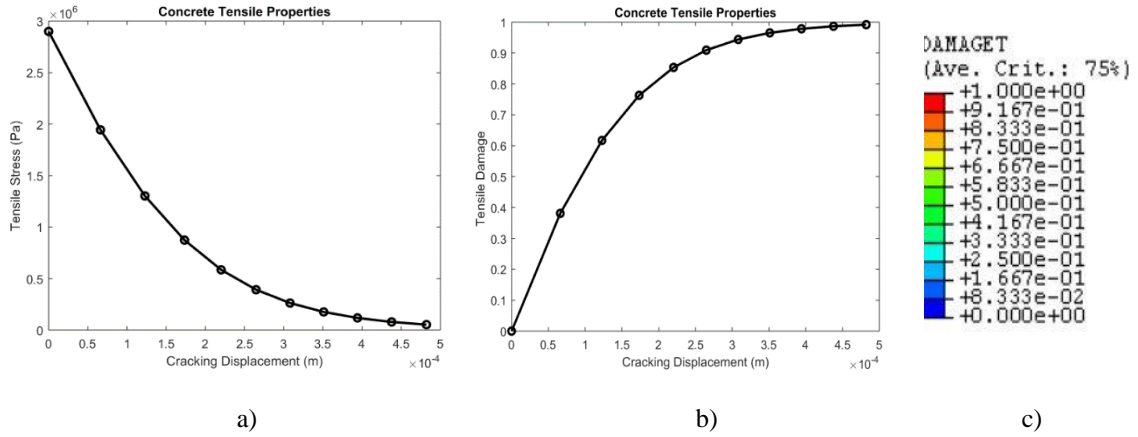 Concrete Tensile Properties
× 10⁶
3
2.5
2
1.5
1
0.5
0
Tensile Stress (Pa)
0 0.5 1 1.5 2 2.5 3 3.5 4 4.5 5
Cracking Displacement (m)
× 10⁻⁴
a)
Concrete Tensile Properties
1
0.9
0.8
0.7
0.6
0.5
0.4
0.3
0.2
0.1
0
Tensile Damage
0 0.5 1 1.5 2 2.5 3 3.5 4 4.5 5
Cracking Displacement (m)
×10⁻⁴
b)
DAMAGET
(Ave. Crit.: 75%)
+1.000e+00
+9.167e-01
+8.333e-01
+7.500e-01
+6.667e-01
+5.833e-01
+5.000e-01
+4.167e-01
+3.333e-01
+2.500e-01
+1.667e-01
+8.333e-02
+0.000e+00
c)